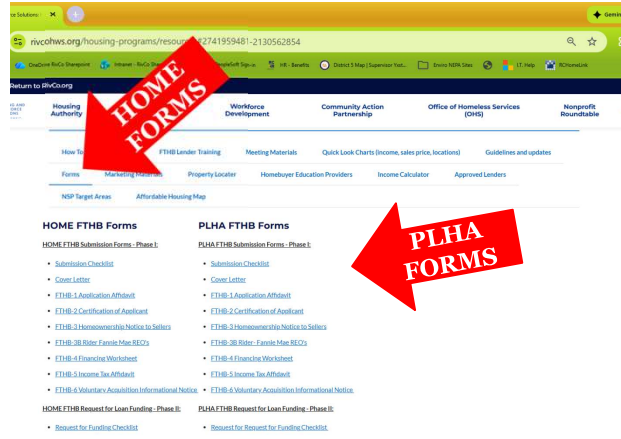 rce Solutions
Gemin
rivcohws.org/housing-programs/resour #2741959481-2130562854
OneDrive RivCo Sharepoint
Intranet - RivCo Sha
PeopleSoft Sign in
HR - Benefits
District 5 Map | Supervisor Yxst...
Enviro NEPA Sites
I.T. Help
RCHomeLink
Return to RivCo.org
Housing Authority
Workforce Development
Community Action Partnership
Office of Homeless Services (OHS)
Nonprofit Roundtable
HOME FORMS
How To
FTHB Lender Training
Meeting Materials
Quick Look Charts (income, sales price, locations)
Guidelines and updates
Forms
Marketing Materials
Property Locater
Homebuyer Education Providers
Income Calculator
Approved Lenders
NSP Target Areas
Affordable Housing Map
HOME FTHB Forms
HOME FTHB Submission Forms - Phase I:
• Submission Checklist
• Cover Letter
• FTHB-1 Application Affidavit
• FTHB-2 Certification of Applicant
• FTHB-3 Homeownership Notice to Sellers
• FTHB-3B Rider Fannie Mae REO's
• FTHB-4 Financing Worksheet
• FTHB-5 Income Tax Affidavit
• FTHB-6 Voluntary Acquisition Informational Notice
HOME FTHB Request for Loan Funding - Phase II:
• Request for Funding Checklist
PLHA FTHB Forms
PLHA FTHB Submission Forms - Phase I:
• Submission Checklist
• Cover Letter
• FTHB-1 Application Affidavit
• FTHB-2 Certification of Applicant
• FTHB-3 Homeownership Notice to Sellers
• FTHB-3B Rider- Fannie Mae REO's
• FTHB-4 Financing Worksheet
• FTHB-5 Income Tax Affidavit
• FTHB-6 Voluntary Acquisition Informational Notice
PLHA FTHB Request for Loan Funding - Phase II:
• Request for Request for Funding Checklist
PLHA FORMS